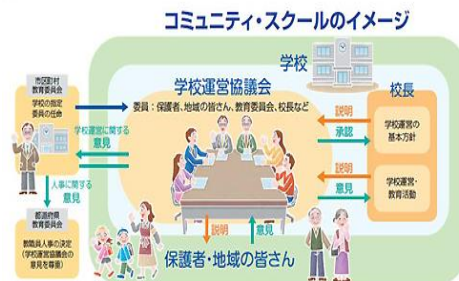 コミュニティ・スクールのイメージ
学校
市区町村
教育委員会
学校の指定
委員の任命
学校運営協議会
委員：保護者、地域の皆さん、教育委員会、校長など
校長
説明
承認
学校運営の
基本方針
学校運営に関する
意見
説明
意見
学校運営・
教育活動
人事に関する
意見
都道府県
教育委員会
教職員人事の決定
(学校運営協議会の
意見を尊重)
説明
意見
保護者・地域の皆さん